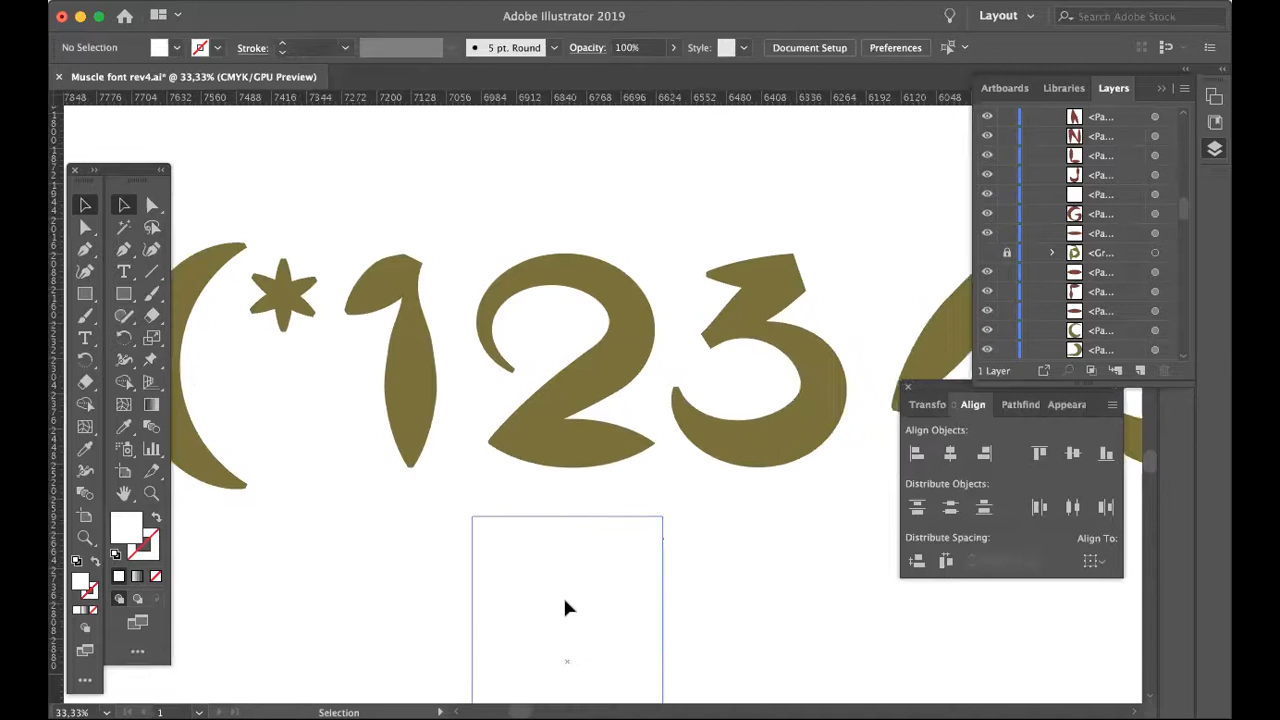 Adobe Illustrator 2019
Layout
Search Adobe Stock
No Selection
Stroke:
5 pt. Round
Opacity: 100%
Style:
Document Setup
Preferences
Muscle font rev4.ai* @ 33,33% (CMYK/GPU Preview)
7848 7776 7704 7632 7560 7488 7416 7344 7272 7200 7128 7056 6984 6912 6840 6768 6696 6624 6552 6480 6408 6336 6264 6192 6120 6048
Artboards Libraries Layers
<Pa...
<Pa...
<Pa...
<Pa...
<Pa...
<Pa...
<Pa...
<Gr...
<Pa...
<Pa...
<Pa...
<Pa...
<Pa...
1 Layer
(*123
Transfo Align Pathfind Appeara
Align Objects:
Distribute Objects:
Distribute Spacing:
Align To:
33,33%
1
Selection